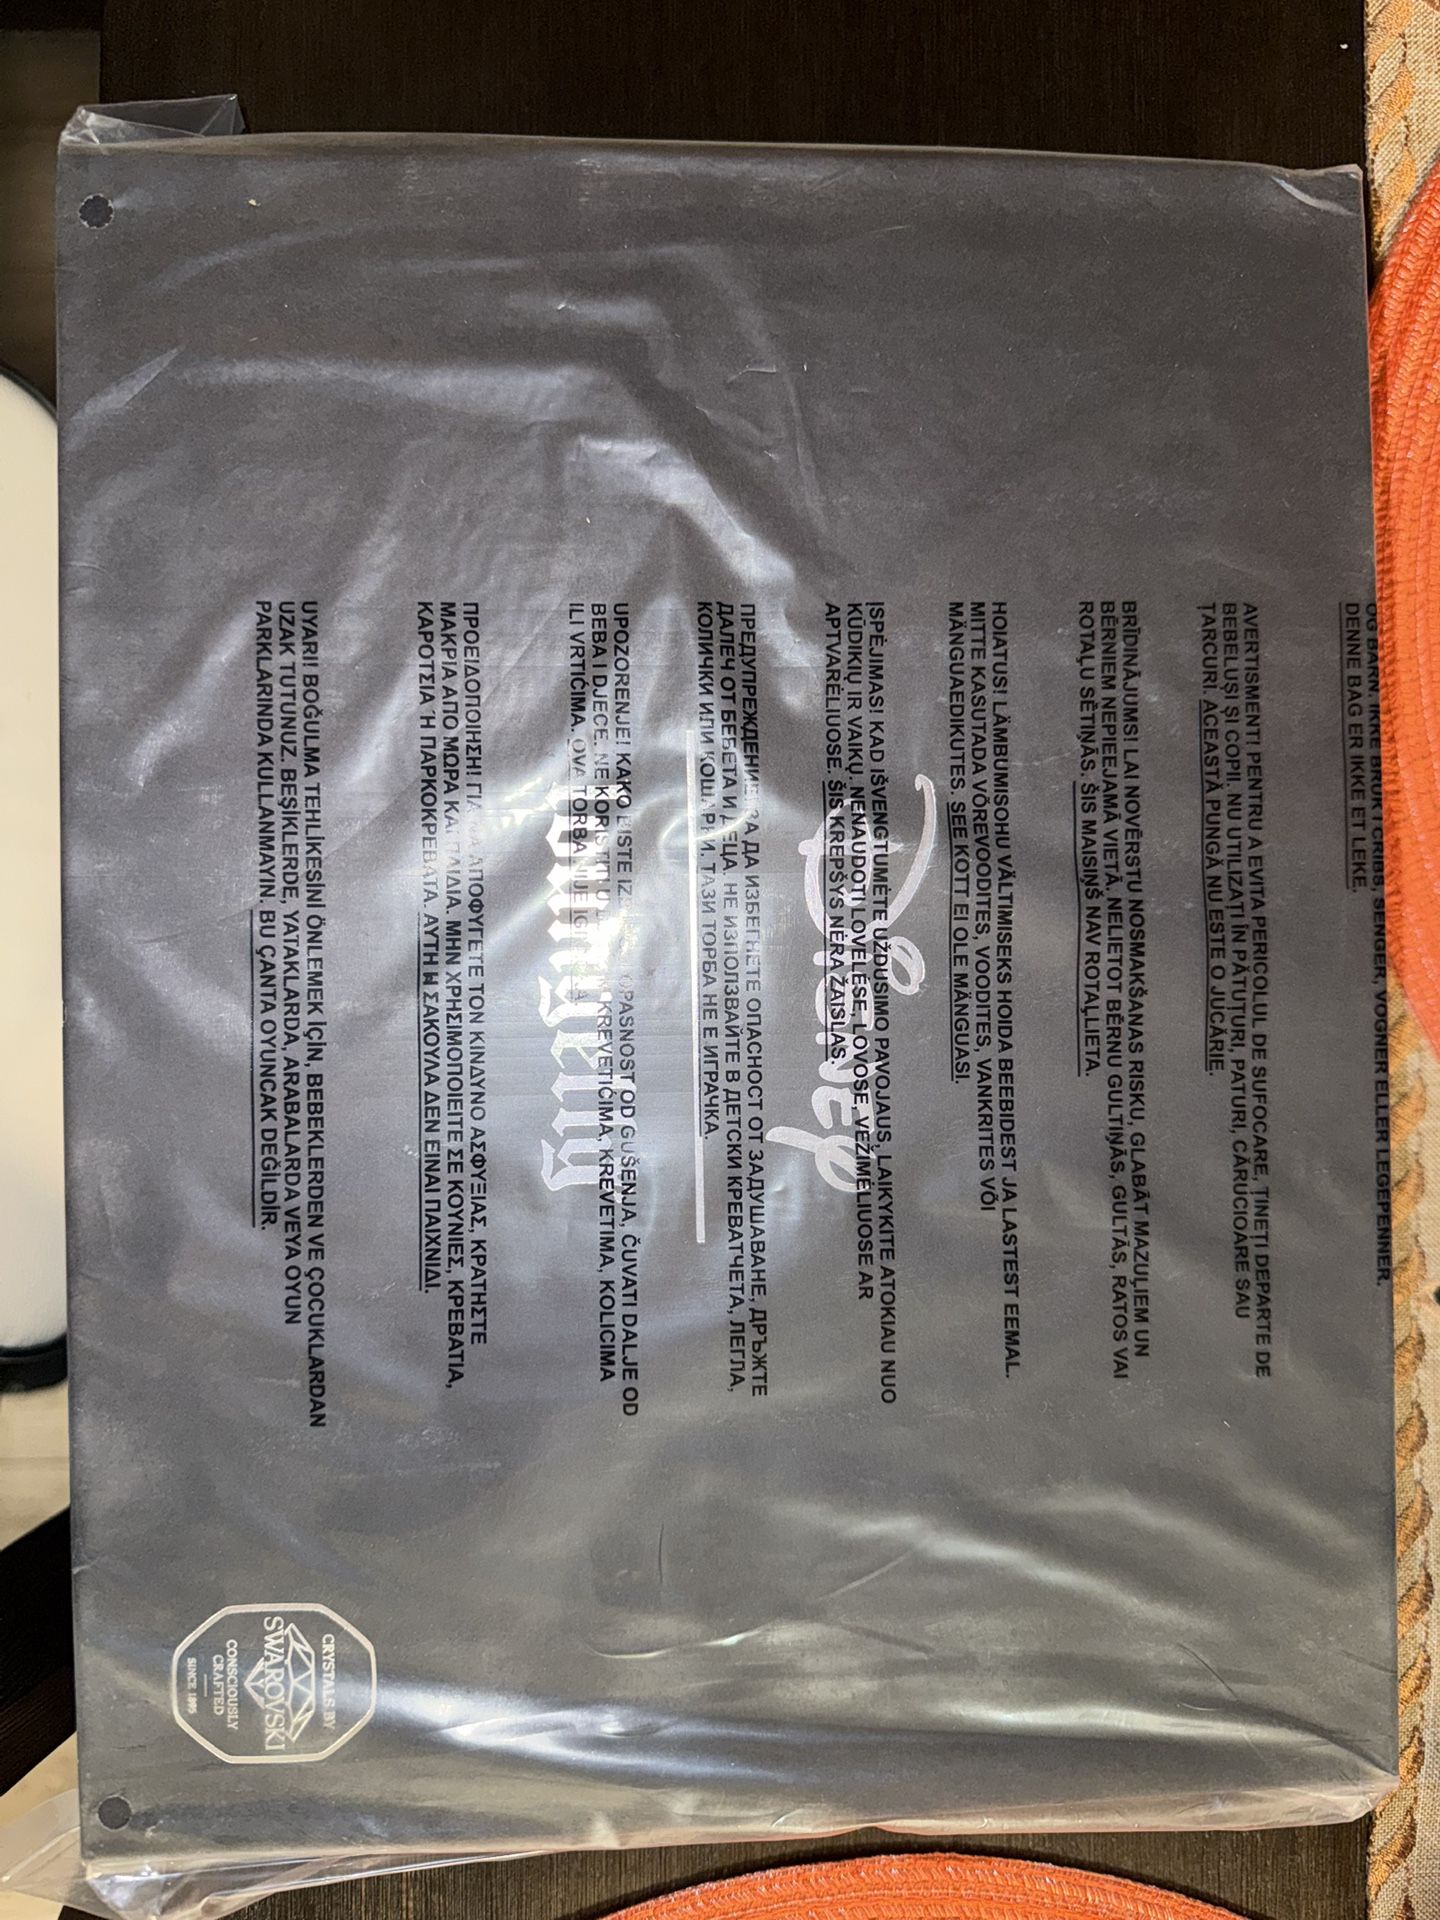 OG BARN. IKKE BRUK I CRIBS, SENGER, VOGNER ELLER LEGEPENNER.
DENNE BAG ER IKKE ET LEKE.
AVERTISMENT! PENTRU A EVITA PERICOLUL DE SUFOCARE, ȚINEȚI DEPARTE DE
BEBELUȘI ȘI COPII. NU UTILIZAȚI ÎN PĂTUȚURI, PATURI, CĂRUCIOARE SAU
ȚARCURI. ACEASTĂ PUNGĂ NU ESTE O JUCĂRIE.
BRĪDINĀJUMS! LAI NOVĒRSTU NOSMAKŠANAS RISKU, GLABĀT MAZUĻIEM UN
BĒRNIEM NEPIEEJAMĀ VIETĀ. NELIETOT BĒRNU GULTIŅĀS, GULTĀS, RATOS VAI
ROTAĻU SĒTIŅĀS. ŠIS MAISIŅŠ NAV ROTAĻLIETA.
HOIATUS! LÄMBUMISOHU VÄLTIMISEKS HOIDA BEEBIDEST JA LASTEST EEMAL.
MITTE KASUTADA VÕREVOODITES, VOODITES, VANKRITES VÕI
MÄNGUAEDIKUTES. SEE KOTT EI OLE MÄNGUASI.
ĮSPĖJIMAS! KAD IŠVENGTUMĖTE UŽDUSIMO PAVOJAUS, LAIKYKITE ATOKIAU NUO
KŪDIKIŲ IR VAIKŲ. NENAUDOTI LOVELĖSE, LOVOSE, VEŽIMĖLIUOSE AR
APTVARĖLIUOSE. ŠIS KREPŠYS NĖRA ŽAISLAS.
Disney
ПРЕДУПРЕЖДЕНИЕ! ЗА ДА ИЗБЕГНЕТЕ ОПАСНОСТ ОТ ЗАДУШАВАНЕ, ДРЪЖТЕ
ДАЛЕЧ ОТ БЕБЕТА И ДЕЦА. НЕ ИЗПОЛЗВАЙТЕ В ДЕТСКИ КРЕВАТЧЕТА, ЛЕГЛА,
КОЛИЧКИ ИЛИ КОШАРКИ. ТАЗИ ТОРБА НЕ Е ИГРАЧКА.
UPOZORENJE! KAKO BISTE OPASNOST OD GUŠENJA, ČUVATI DALJE OD
BEBA I DJECE. NE KORISTITI U KREVETIĆIMA, KREVETIMA, KOLICIMA
ILI VRTIĆIMA. OVA TORBA NIJE
ΠΡΟΕΙΔΟΠΟΙΗΣΗ! ΓΙΑ ΝΑ ΑΠΟΦΥΓΕΤΕ ΤΟΝ ΚΙΝΔΥΝΟ ΑΣΦΥΞΙΑΣ, ΚΡΑΤΗΣΤΕ
ΜΑΚΡΙΑ ΑΠΟ ΜΩΡΑ ΚΑΙ ΠΑΙΔΙΑ. ΜΗΝ ΧΡΗΣΙΜΟΠΟΙΕΙΤΕ ΣΕ ΚΟΥΝΙΕΣ, ΚΡΕΒΑΤΙΑ,
ΚΑΡΟΤΣΙΑ Ή ΠΑΡΚΟΚΡΕΒΑΤΑ. ΑΥΤΗ Η ΣΑΚΟΥΛΑ ΔΕΝ ΕΙΝΑΙ ΠΑΙΧΝΙΔΙ.
UYARI! BOĞULMA TEHLİKESİNİ ÖNLEMEK İÇİN, BEBEKLERDEN VE ÇOCUKLARDAN
UZAK TUTUNUZ. BEŞİKLERDE, YATAKLARDA, ARABALARDA VEYA OYUN
PARKLARINDA KULLANMAYIN. BU ÇANTA OYUNCAK DEĞİLDİR.
CRYSTALS BY
SWAROVSKI
CONSCIOUSLY
CRAFTED
SINCE 1895